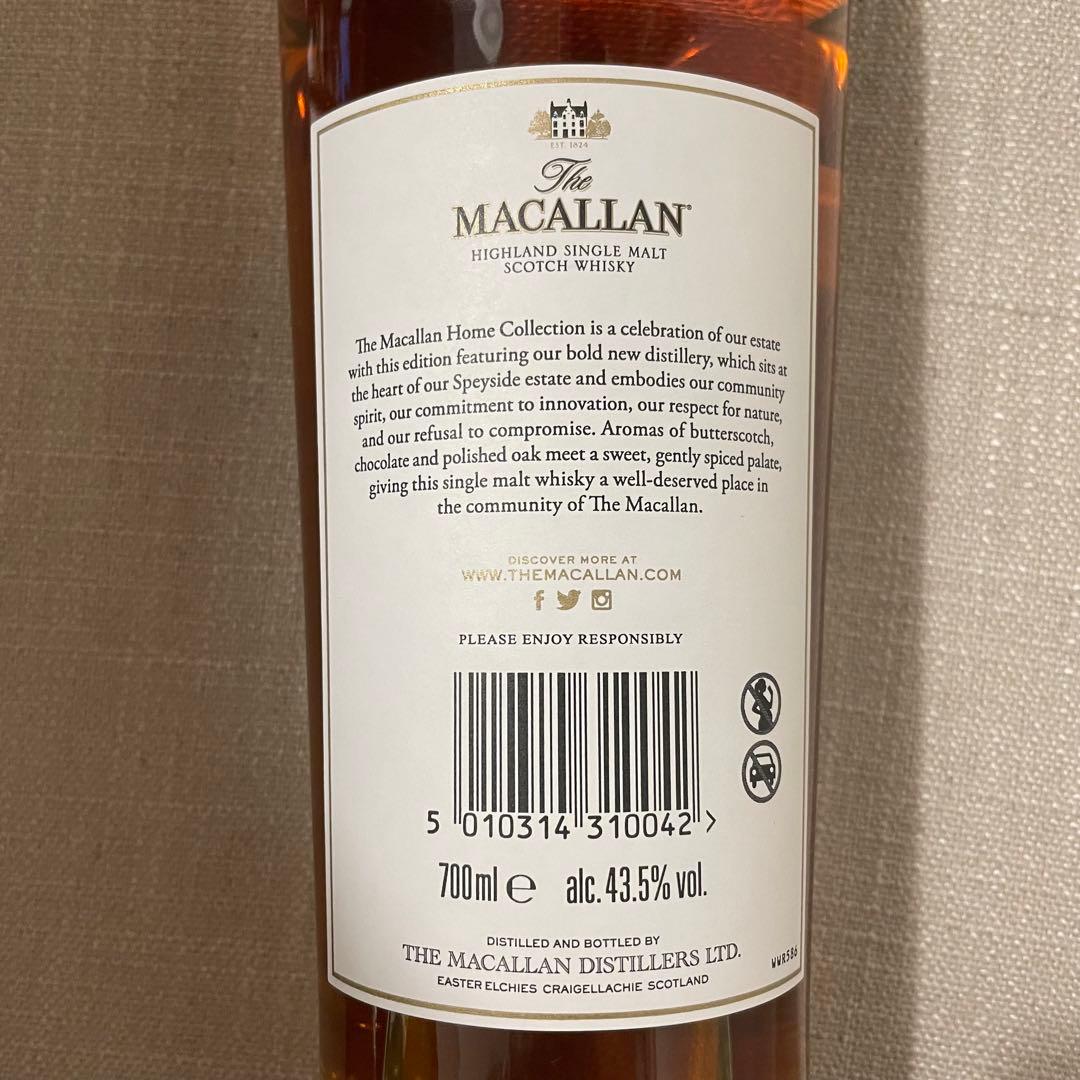 EST. 1824
The
MACALLAN®
HIGHLAND SINGLE MALT
SCOTCH WHISKY
The Macallan Home Collection is a celebration of our estate
with this edition featuring our bold new distillery, which sits at
the heart of our Speyside estate and embodies our community
spirit, our commitment to innovation, our respect for nature,
and our refusal to compromise. Aromas of butterscotch,
chocolate and polished oak meet a sweet, gently spiced palate,
giving this single malt whisky a well-deserved place in
the community of The Macallan.
DISCOVER MORE AT
WWW.THEMACALLAN.COM
PLEASE ENJOY RESPONSIBLY
5 010314 310042 >
700ml e alc. 43.5% vol.
DISTILLED AND BOTTLED BY
THE MACALLAN DISTILLERS LTD.
EASTER ELCHIES CRAIGELLACHIE SCOTLAND
WWR586